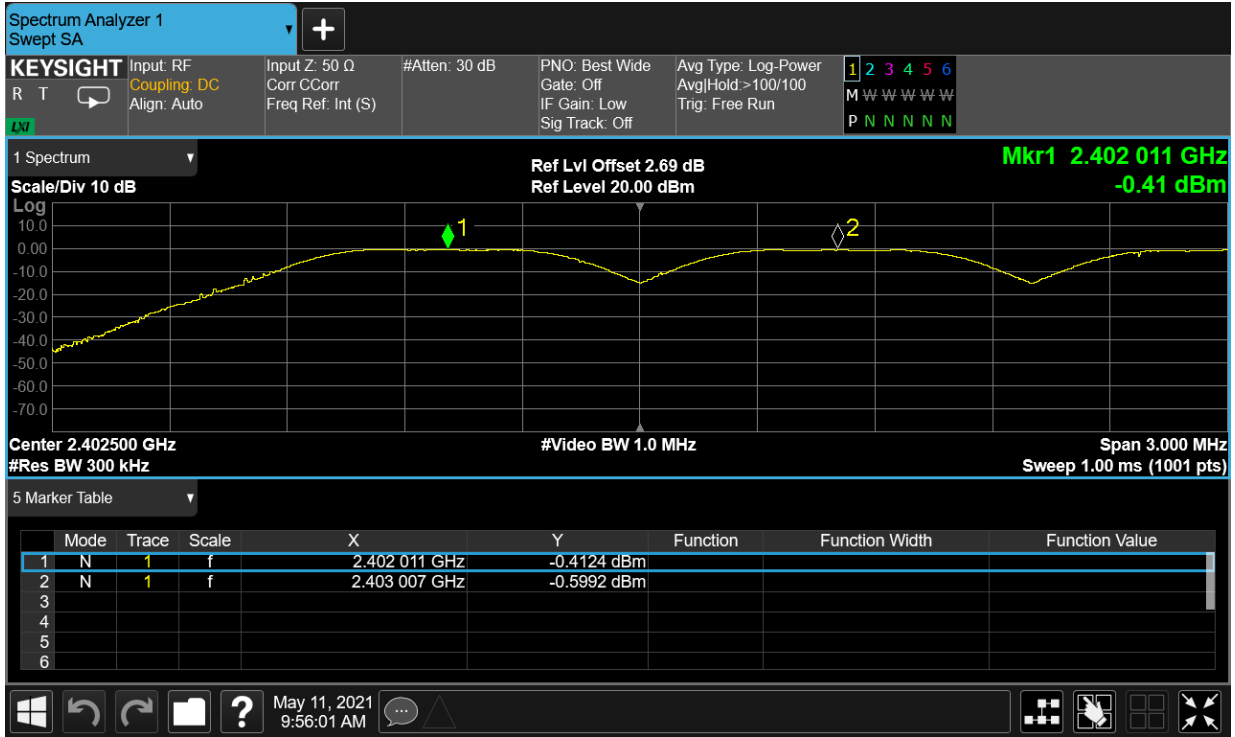 Spectrum Analyzer 1
Swept SA
KEYSIGHT
R T
LXI
Input: RF
Coupling: DC
Align: Auto
Input Z: 50 Ω
Corr CCorr
Freq Ref: Int (S)
#Atten: 30 dB
PNO: Best Wide
Gate: Off
IF Gain: Low
Sig Track: Off
Avg Type: Log-Power
Avg|Hold:>100/100
Trig: Free Run
1 2 3 4 5 6
M W W W W W W
P N N N N N N
1 Spectrum
Scale/Div 10 dB
Ref Lvl Offset 2.69 dB
Ref Level 20.00 dBm
Mkr1 2.402 011 GHz
-0.41 dBm
Log
10.0
0.00
-10.0
-20.0
-30.0
-40.0
-50.0
-60.0
-70.0
1
2
Center 2.402500 GHz
#Res BW 300 kHz
#Video BW 1.0 MHz
Span 3.000 MHz
Sweep 1.00 ms (1001 pts)
5 Marker Table
Mode Trace Scale X Y Function Function Width Function Value
1 N 1 f 2.402 011 GHz -0.4124 dBm
2 N 1 f 2.403 007 GHz -0.5992 dBm
3
4
5
6
?
May 11, 2021
9:56:01 AM